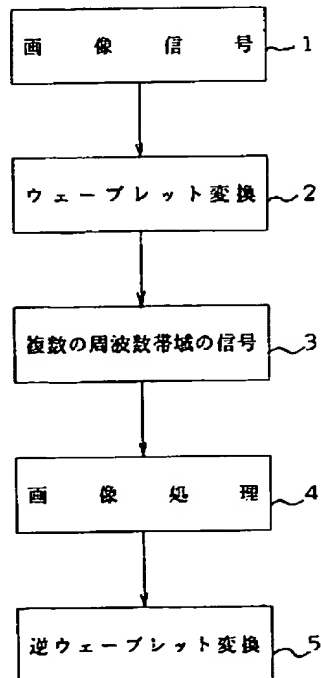 画像信号 1
ウェーブレット変換 2
複数の周波数帯域の信号 3
画像処理 4
逆ウェーブシット変換 5